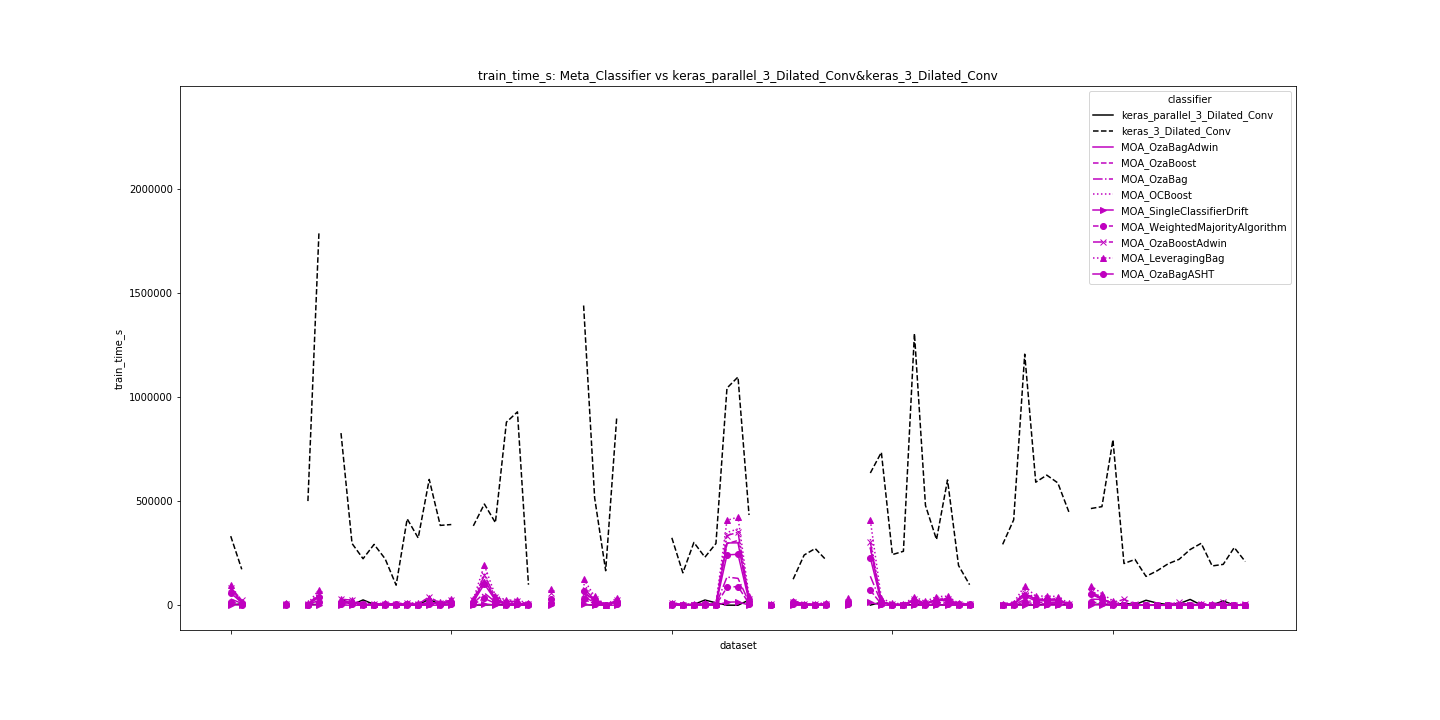 train_time_s: Meta_Classifier vs keras_parallel_3_Dilated_Conv&keras_3_Dilated_Conv
classifier
keras_parallel_3_Dilated_Conv
keras_3_Dilated_Conv
MOA_OzaBagAdwin
MOA_OzaBoost
MOA_OzaBag
MOA_OCBoost
MOA_SingleClassifierDrift
MOA_WeightedMajorityAlgorithm
MOA_OzaBoostAdwin
MOA_LeveragingBag
MOA_OzaBagASHT
train_time_s
2000000
1500000
1000000
500000
0
dataset